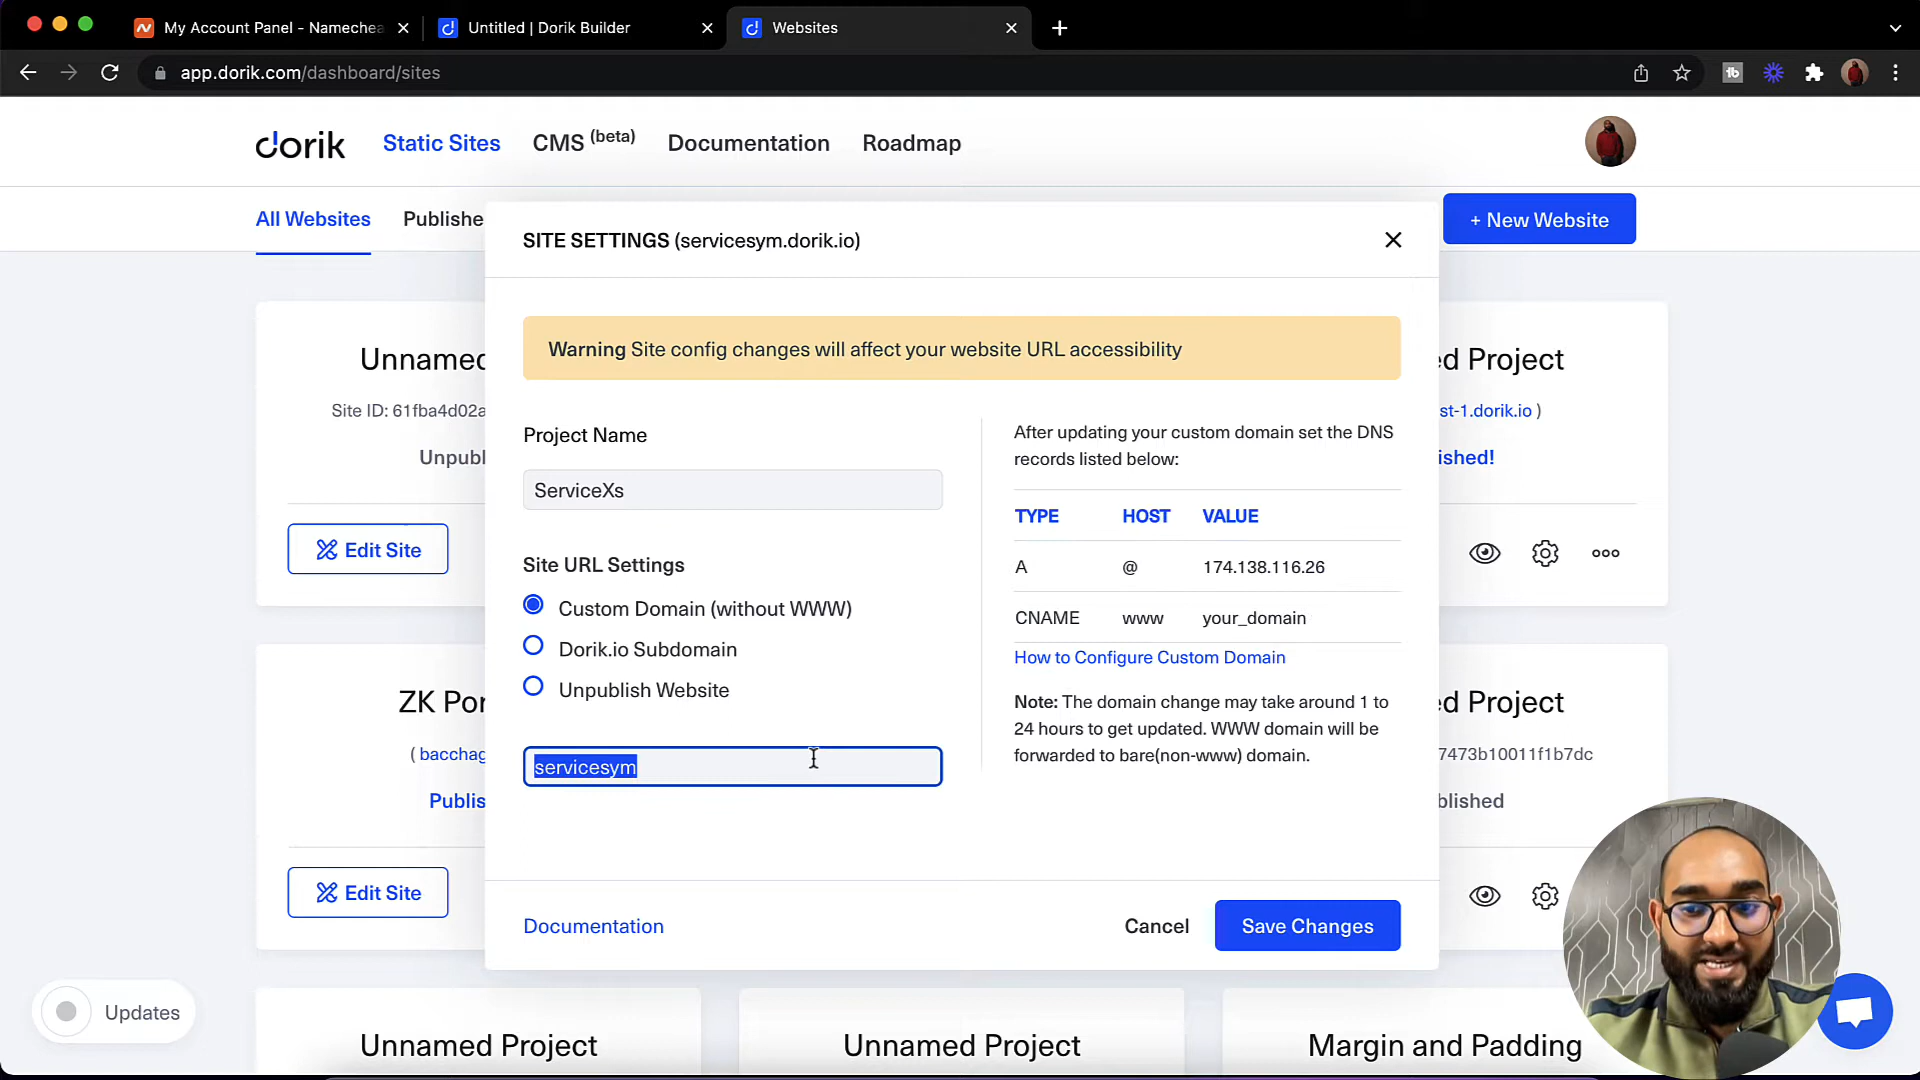 My Account Panel - Namechea
Untitled | Dorik Builder
Websites
app.dorik.com/dashboard/sites
dorik
Static Sites
CMS (beta)
Documentation
Roadmap
All Websites
Publishe
+ New Website
SITE SETTINGS (servicesym.dorik.io)
Warning Site config changes will affect your website URL accessibility
Project Name
ServiceXs
Site URL Settings
Custom Domain (without WWW)
Dorik.io Subdomain
Unpublish Website
servicesym
After updating your custom domain set the DNS
records listed below:
TYPE HOST VALUE
A @ 174.138.116.26
CNAME www your_domain
How to Configure Custom Domain
Note: The domain change may take around 1 to
24 hours to get updated. WWW domain will be
forwarded to bare(non-www) domain.
Documentation
Cancel
Save Changes
Unnamed
Site ID: 61fba4d02a
Unpubl
Edit Site
ed Project
st-1.dorik.io )
ished!
ZK Por
( bacchag
Publis
Edit Site
ed Project
7473b10011f1b7dc
blished
Updates
Unnamed Project
Unnamed Project
Margin and Padding